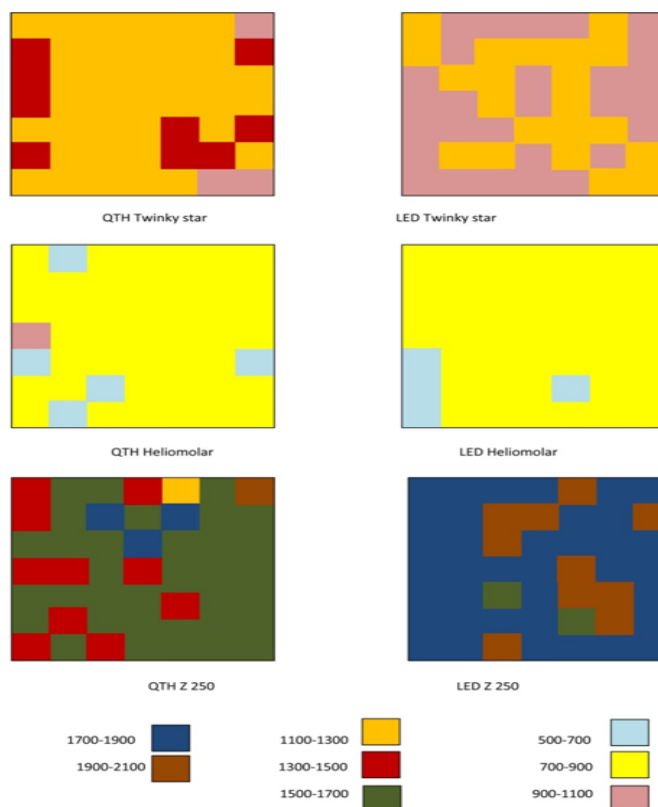 QTH Twinky star
LED Twinky star
QTH Heliomolar
LED Heliomolar
QTH Z 250
LED Z 250
1700-1900
1100-1300
500-700
1900-2100
1300-1500
700-900
1500-1700
900-1100